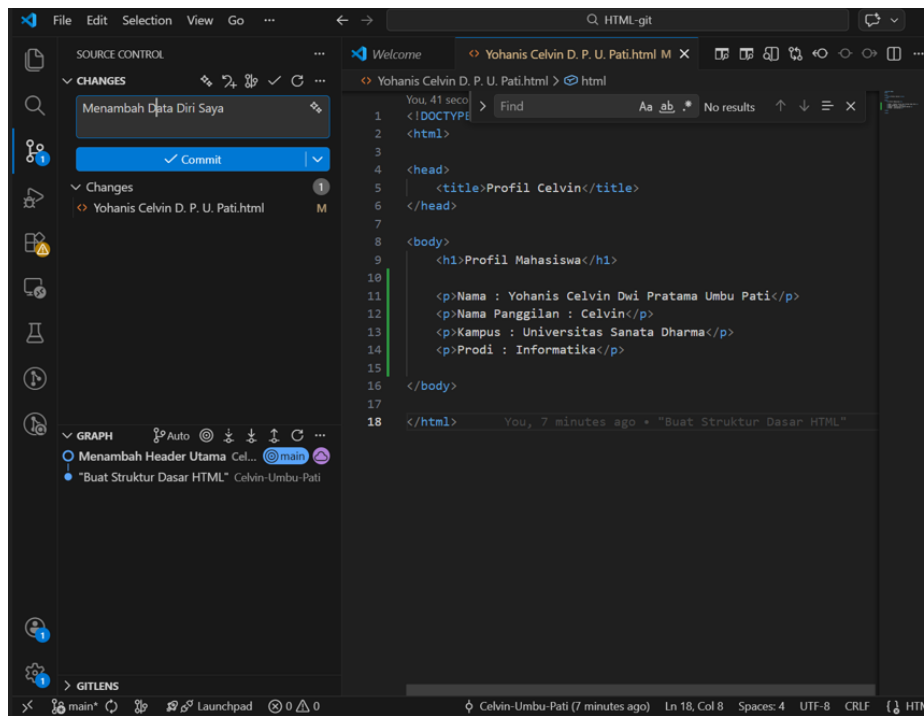 File Edit Selection View Go ...
HTML-git
SOURCE CONTROL
CHANGES
Menambah Data Diri Saya
Commit
Changes 1
Yohanis Celvin D. P. U. Pati.html M
GRAPH Auto
Menambah Header Utama Cel... main
"Buat Struktur Dasar HTML" Celvin-Umbu-Pati
GITLENS
Welcome Yohanis Celvin D. P. U. Pati.html M
Yohanis Celvin D. P. U. Pati.html > html
Find Aa ab .* No results
You, 41 seco
1 <!DOCTYPE
2 <html>
3
4 <head>
5 <title>Profil Celvin</title>
6 </head>
7
8 <body>
9 <h1>Profil Mahasiswa</h1>
10
11 <p>Nama : Yohanis Celvin Dwi Pratama Umbu Pati</p>
12 <p>Nama Panggilan : Celvin</p>
13 <p>Kampus : Universitas Sanata Dharma</p>
14 <p>Prodi : Informatika</p>
15
16 </body>
17
18 </html> You, 7 minutes ago • "Buat Struktur Dasar HTML"
main* Launchpad 0 0 Celvin-Umbu-Pati (7 minutes ago) Ln 18, Col 8 Spaces: 4 UTF-8 CRLF {} HT